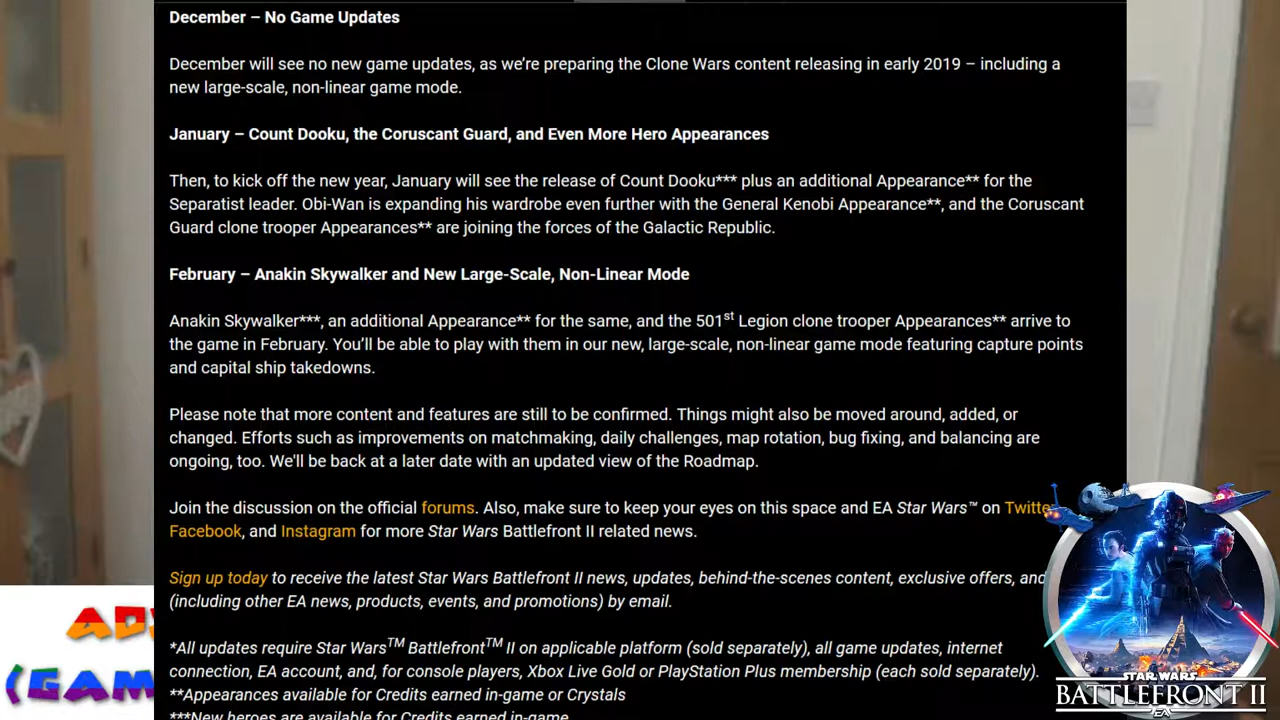 December – No Game Updates
December will see no new game updates, as we're preparing the Clone Wars content releasing in early 2019 – including a
new large-scale, non-linear game mode.
January – Count Dooku, the Coruscant Guard, and Even More Hero Appearances
Then, to kick off the new year, January will see the release of Count Dooku*** plus an additional Appearance** for the
Separatist leader. Obi-Wan is expanding his wardrobe even further with the General Kenobi Appearance**, and the Coruscant
Guard clone trooper Appearances** are joining the forces of the Galactic Republic.
February – Anakin Skywalker and New Large-Scale, Non-Linear Mode
Anakin Skywalker***, an additional Appearance** for the same, and the 501st Legion clone trooper Appearances** arrive to
the game in February. You'll be able to play with them in our new, large-scale, non-linear game mode featuring capture points
and capital ship takedowns.
Please note that more content and features are still to be confirmed. Things might also be moved around, added, or
changed. Efforts such as improvements on matchmaking, daily challenges, map rotation, bug fixing, and balancing are
ongoing, too. We'll be back at a later date with an updated view of the Roadmap.
Join the discussion on the official forums. Also, make sure to keep your eyes on this space and EA Star Wars™ on Twitte
Facebook, and Instagram for more Star Wars Battlefront II related news.
Sign up today to receive the latest Star Wars Battlefront II news, updates, behind-the-scenes content, exclusive offers, and
(including other EA news, products, events, and promotions) by email.
*All updates require Star Wars™ Battlefront™ II on applicable platform (sold separately), all game updates, internet
connection, EA account, and, for console players, Xbox Live Gold or PlayStation Plus membership (each sold separately).
**Appearances available for Credits earned in-game or Crystals
***New heroes are available for Credits earned in-game
AD
(GAM
STAR WARS
BATTLEFRONT II
EA